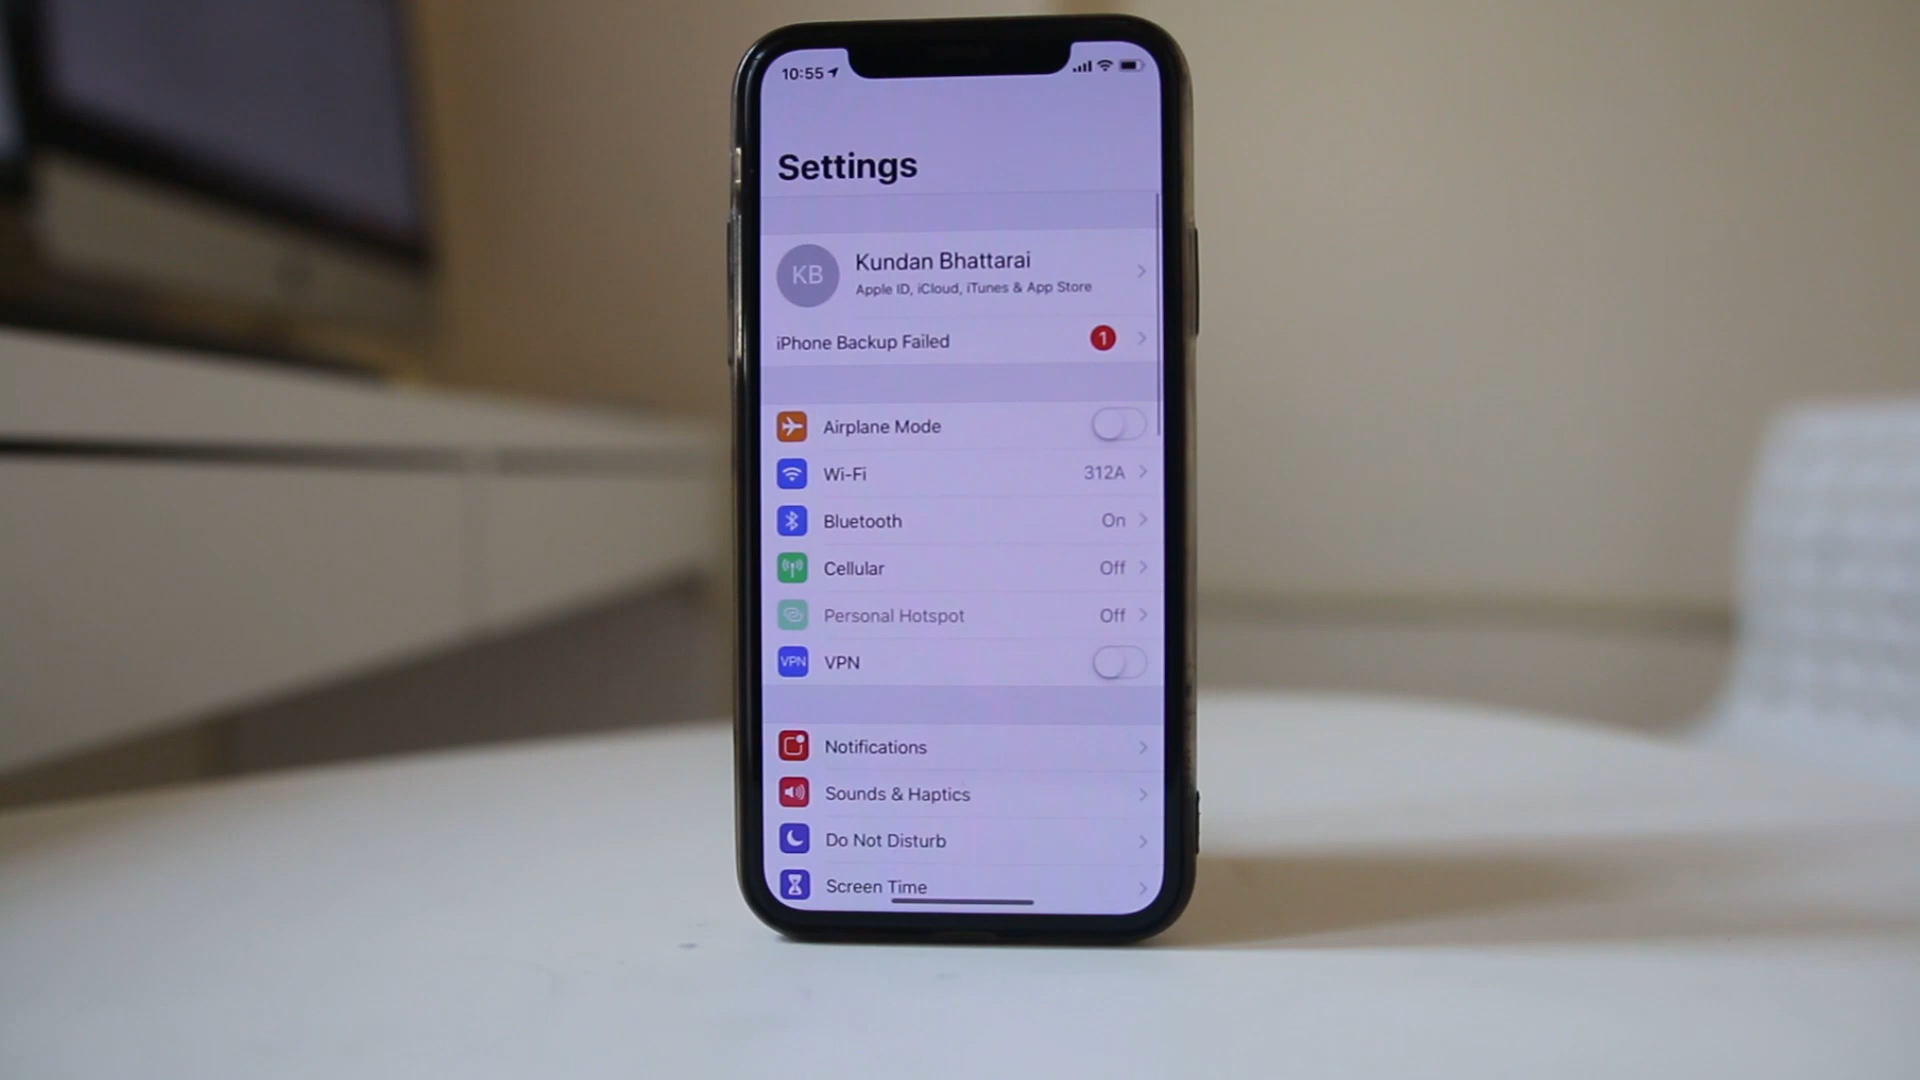 10:55
Settings
KB
Kundan Bhattarai
Apple ID, iCloud, iTunes & App Store
iPhone Backup Failed 1
Airplane Mode
Wi-Fi 312A
Bluetooth On
Cellular Off
Personal Hotspot Off
VPN VPN
Notifications
Sounds & Haptics
Do Not Disturb
Screen Time